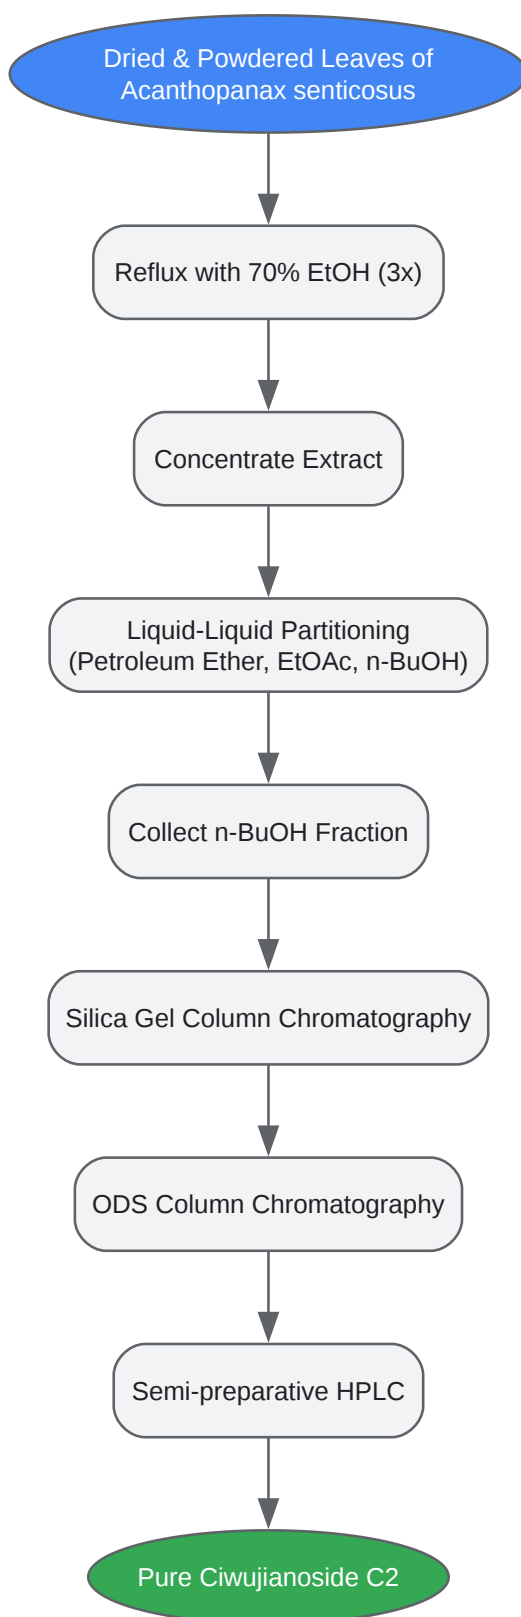 Dried & Powdered Leaves of
Acanthopanax senticosus
Reflux with 70% EtOH (3x)
Concentrate Extract
Liquid-Liquid Partitioning
(Petroleum Ether, EtOAc, n-BuOH)
Collect n-BuOH Fraction
Silica Gel Column Chromatography
ODS Column Chromatography
Semi-preparative HPLC
Pure Ciwujianoside C2